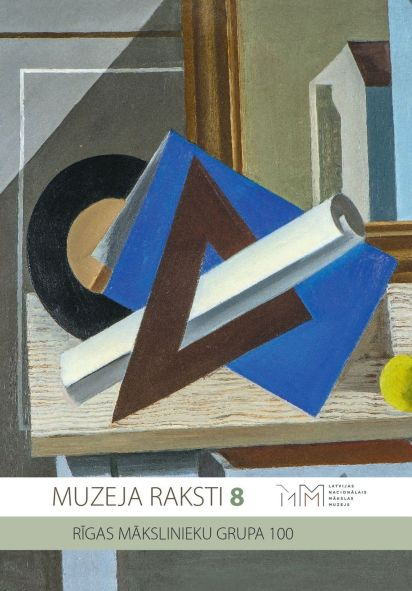 MUZEJA RAKSTI 8
LATVIJAS
NACIONĀLAIS
MĀKSLAS
MUZEJS
RĪGAS MĀKSLINIEKU GRUPA 100